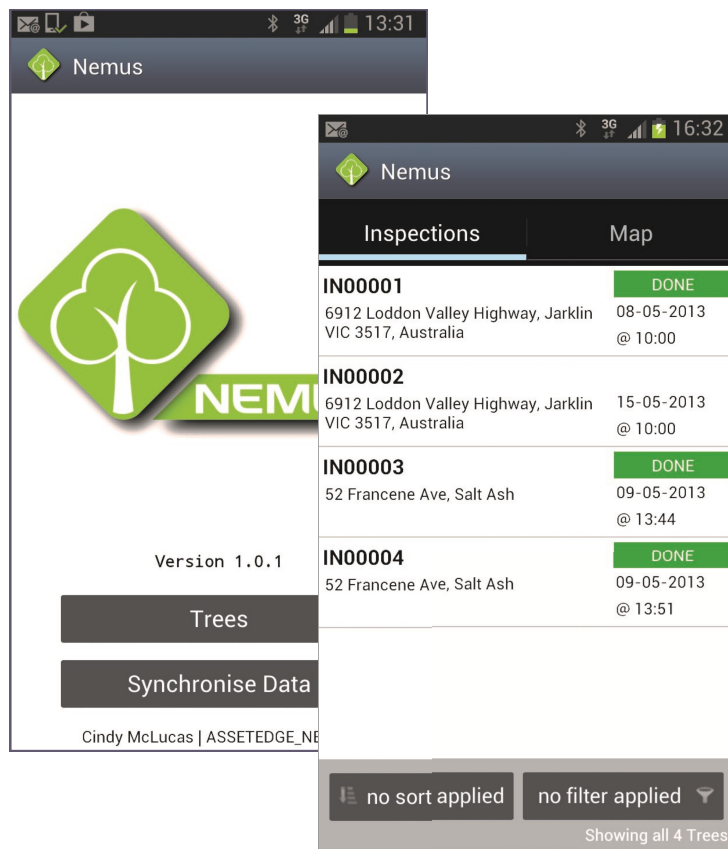 3G
13:31
Nemus
Version 1.0.1
Trees
Synchronise Data
Cindy McLucas |
3G
16:32
Nemus
Inspections
Map
IN00001
DONE
6912 Loddon Valley Highway, Jarklin
08-05-2013
VIC 3517, Australia
@ 10:00
IN00002
6912 Loddon Valley Highway, Jarklin
15-05-2013
VIC 3517, Australia
@ 10:00
IN00003
DONE
52 Francene Ave, Salt Ash
09-05-2013
@ 13:44
IN00004
DONE
52 Francene Ave, Salt Ash
09-05-2013
@ 13:51
no sort applied
no filter applied
Showing all 4 Trees